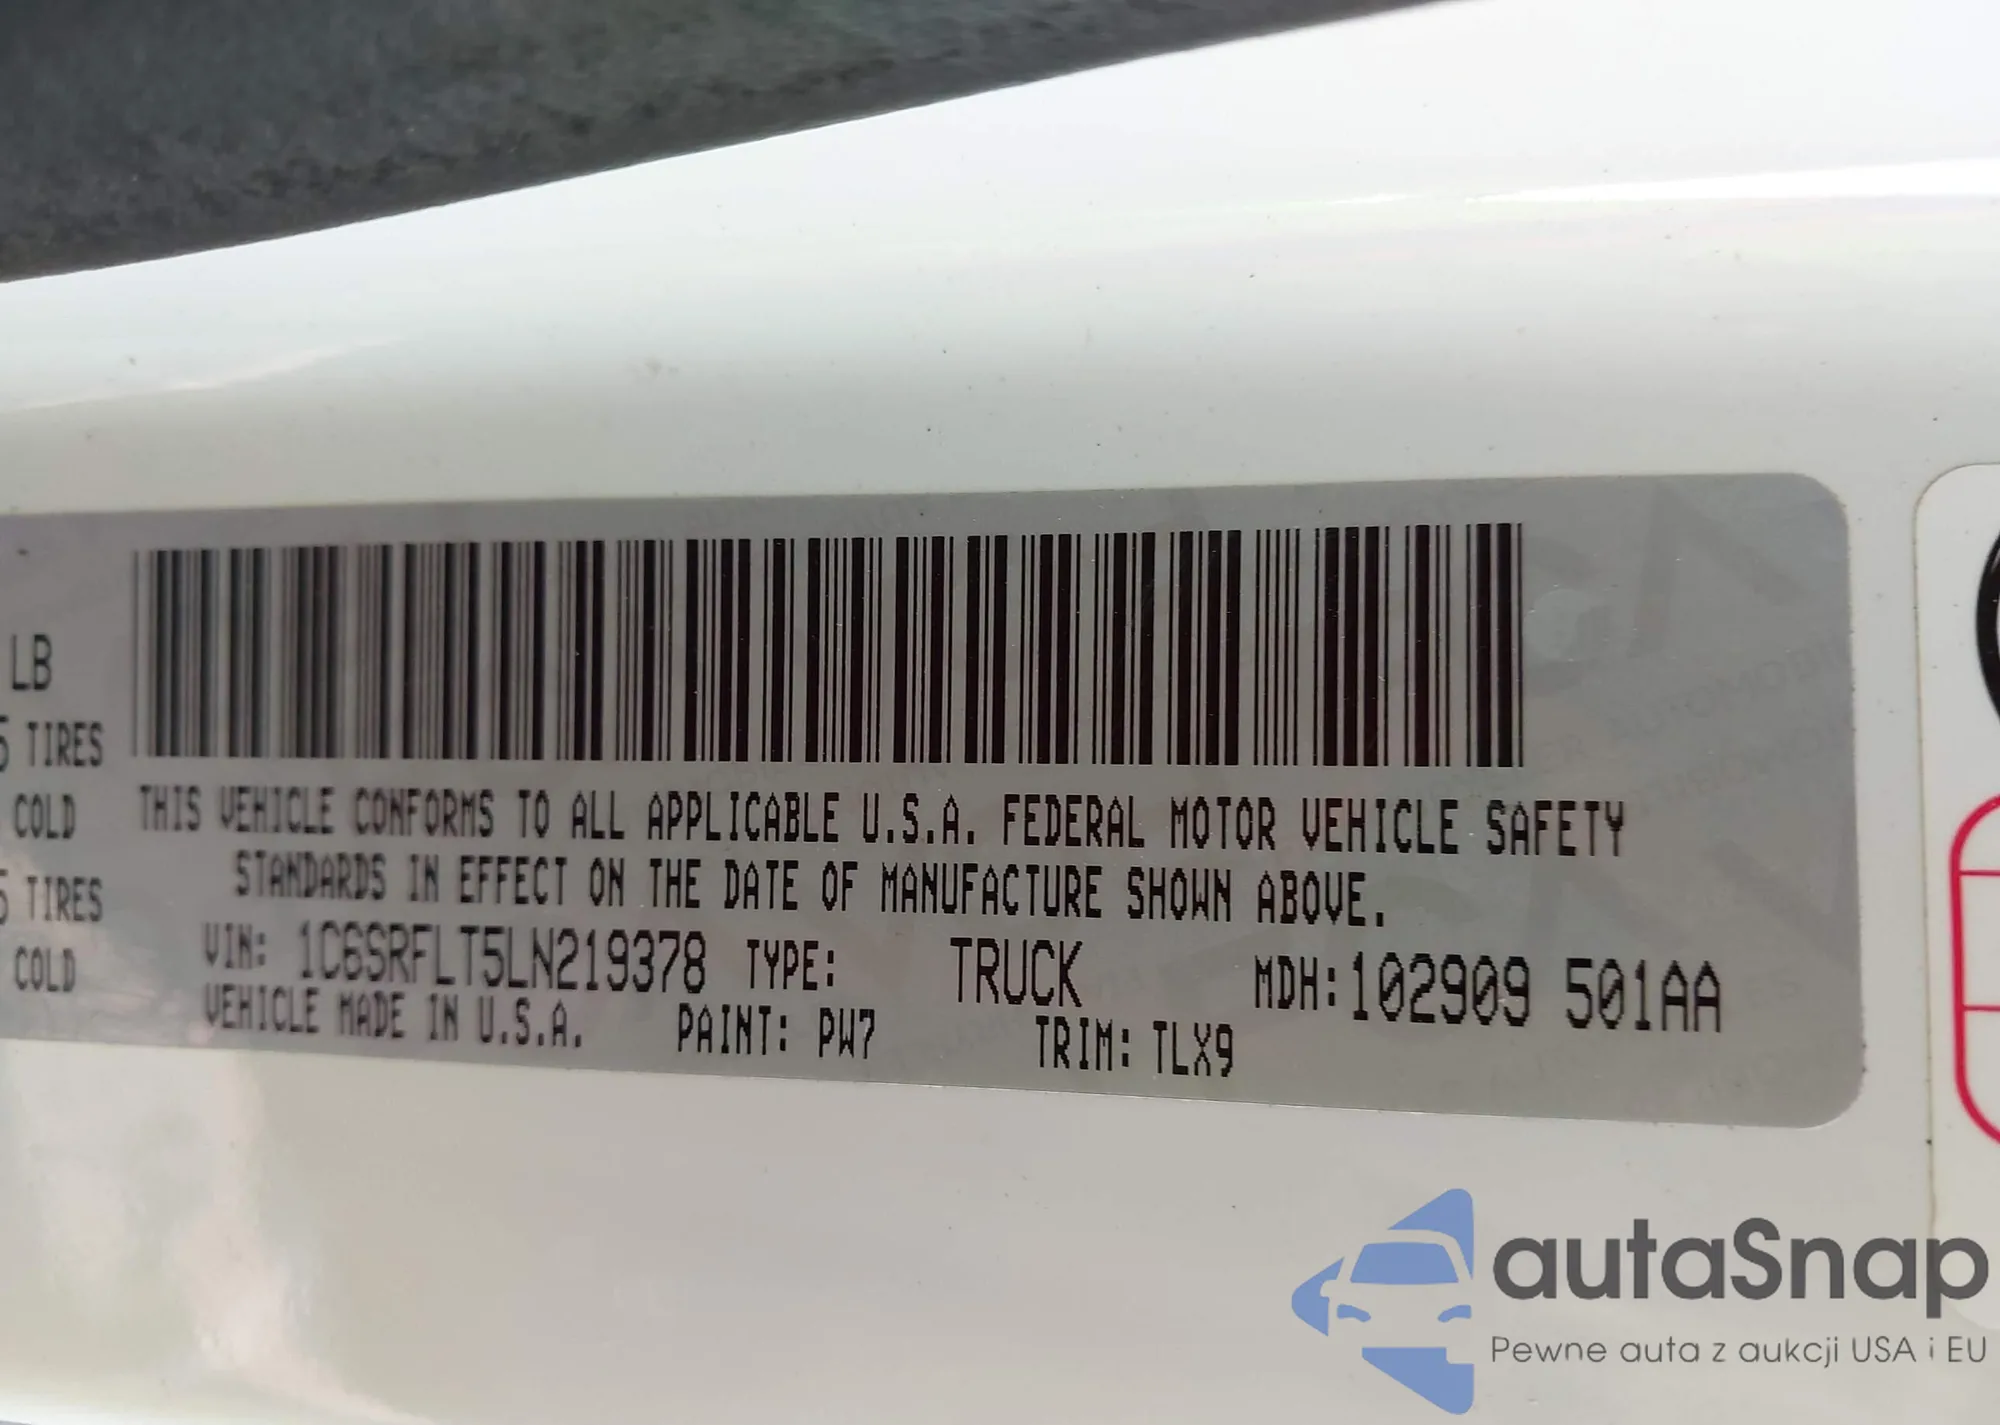 LB
5 TIRES
COLD
5 TIRES
COLD
THIS VEHICLE CONFORMS TO ALL APPLICABLE U.S.A. FEDERAL MOTOR VEHICLE SAFETY
STANDARDS IN EFFECT ON THE DATE OF MANUFACTURE SHOWN ABOVE.
VIN: 1C6SRFLT5LN219378 TYPE: TRUCK MDH:102909 501AA
VEHICLE MADE IN U.S.A. PAINT: PW7 TRIM: TLX9
autaSnap
Pewne auta z aukcji USA i EU